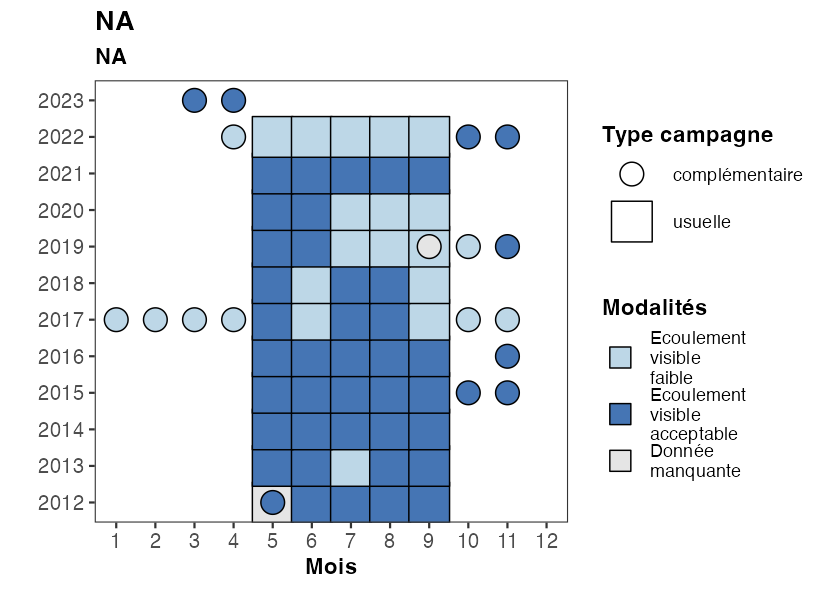 NA
NA
2023
2022
2021
2020
2019
2018
2017
2016
2015
2014
2013
2012
1 2 3 4 5 6 7 8 9 10 11 12
Mois
Type campagne
complémentaire
usuelle
Modalités
Ecoulement
visible
faible
Ecoulement
visible
acceptable
Donnée
manquante